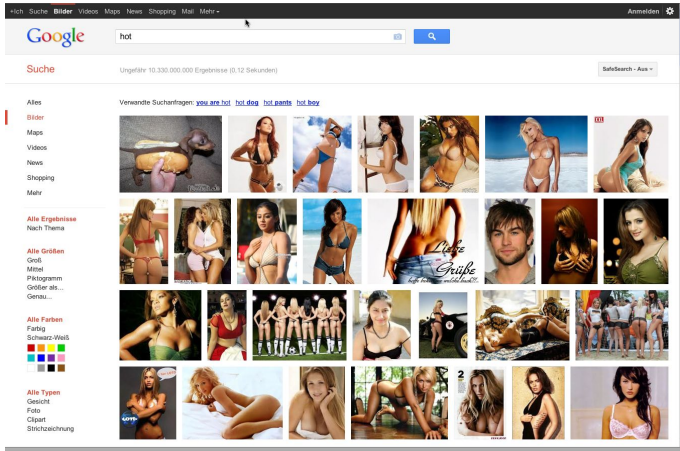 +Ich Suche Bilder Videos Maps News Shopping Mail Mehr
Anmelden
Google
hot
Suche
Ungefähr 10.330.000.000 Ergebnisse (0,12 Sekunden)
SafeSearch - Aus
Alles
Bilder
Maps
Videos
News
Shopping
Mehr
Alle Ergebnisse
Nach Thema
Alle Größen
Groß
Mittel
Piktogramm
Größer als...
Genau...
Alle Farben
Farbig
Schwarz-Weiß
Alle Typen
Gesicht
Foto
Clipart
Strichzeichnung
Verwandte Suchanfragen: you are hot hot dog hot pants hot boy
Liebe
Grüße
2